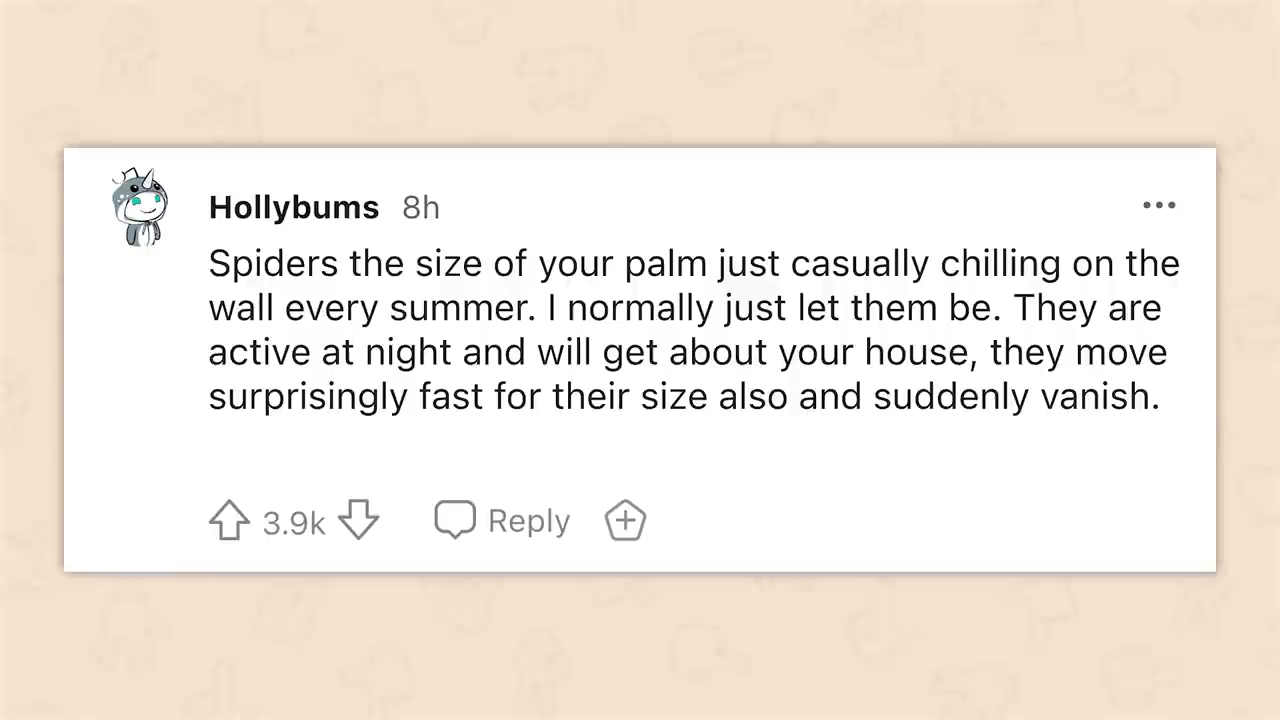 Hollybums 8h
Spiders the size of your palm just casually chilling on the
wall every summer. I normally just let them be. They are
active at night and will get about your house, they move
surprisingly fast for their size also and suddenly vanish.
3.9k Reply